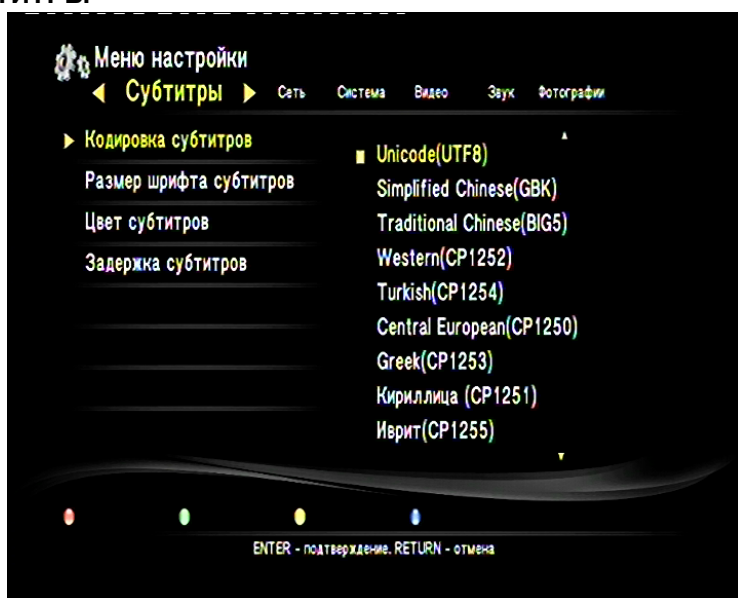 Меню настройки
Субтитры Сеть Система Видео Звук Фотографии
Кодировка субтитров
Размер шрифта субтитров
Цвет субтитров
Задержка субтитров
Unicode(UTF8)
Simplified Chinese(GBK)
Traditional Chinese(BIG5)
Western(CP1252)
Turkish(CP1254)
Central European(CP1250)
Greek(CP1253)
Кириллица (CP1251)
Иврит(CP1255)
ENTER - подтверждение. RETURN - отмена